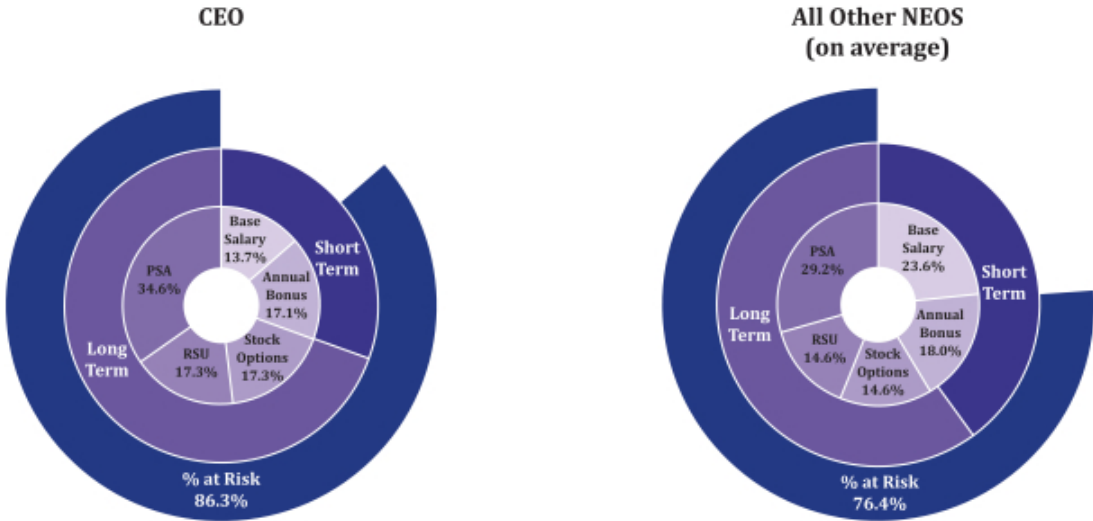 CEO
Base
Salary
13.7%
Annual
Bonus
17.1%
Stock
Options
17.3%
RSU
17.3%
PSA
34.6%
Short
Term
Long
Term
% at Risk
86.3%
All Other NEOS
(on average)
Base
Salary
23.6%
Annual
Bonus
18.0%
Stock
Options
14.6%
RSU
14.6%
PSA
29.2%
Short
Term
Long
Term
% at Risk
76.4%